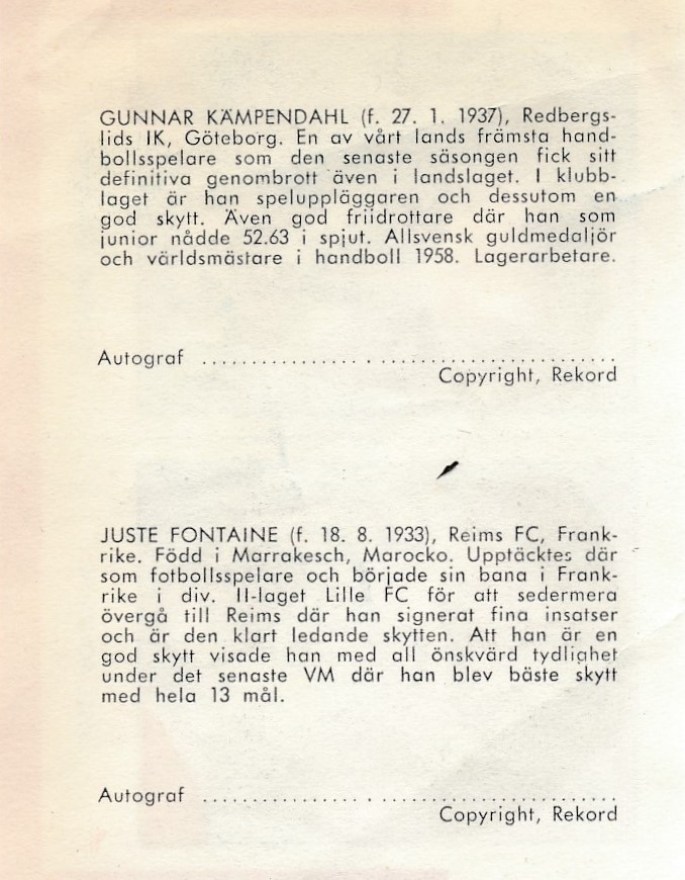 GUNNAR KÄMPENDAHL (f. 27. 1. 1937), Redbergs-
lids IK, Göteborg. En av vårt lands främsta hand-
bollsspelare som den senaste säsongen fick sitt
definitiva genombrott även i landslaget. I klubb-
laget är han speluppläggaren och dessutom en
god skytt. Även god friidrottare där han som
junior nådde 52.63 i spjut. Allsvensk guldmedaljör
och världsmästare i handboll 1958. Lagerarbetare.
Autograf ..........................................
Copyright, Rekord
JUSTE FONTAINE (f. 18. 8. 1933), Reims FC, Frank-
rike. Född i Marrakesch, Marocko. Upptäcktes där
som fotbollsspelare och började sin bana i Frank-
rike i div. II-laget Lille FC för att sedermera
övergå till Reims där han signerat fina insatser
och är den klart ledande skytten. Att han är en
god skytt visade han med all önskvärd tydlighet
under det senaste VM där han blev bäste skytt
med hela 13 mål.
Autograf ..........................................
Copyright, Rekord